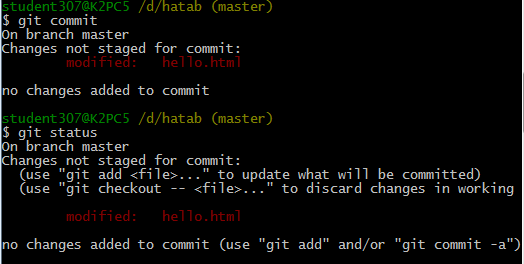 student307@K2PC5 /d/hatab (master)
$ git commit
On branch master
Changes not staged for commit:
        modified:   hello.html

no changes added to commit

student307@K2PC5 /d/hatab (master)
$ git status
On branch master
Changes not staged for commit:
  (use "git add <file>..." to update what will be committed)
  (use "git checkout -- <file>..." to discard changes in working

        modified:   hello.html

no changes added to commit (use "git add" and/or "git commit -a")